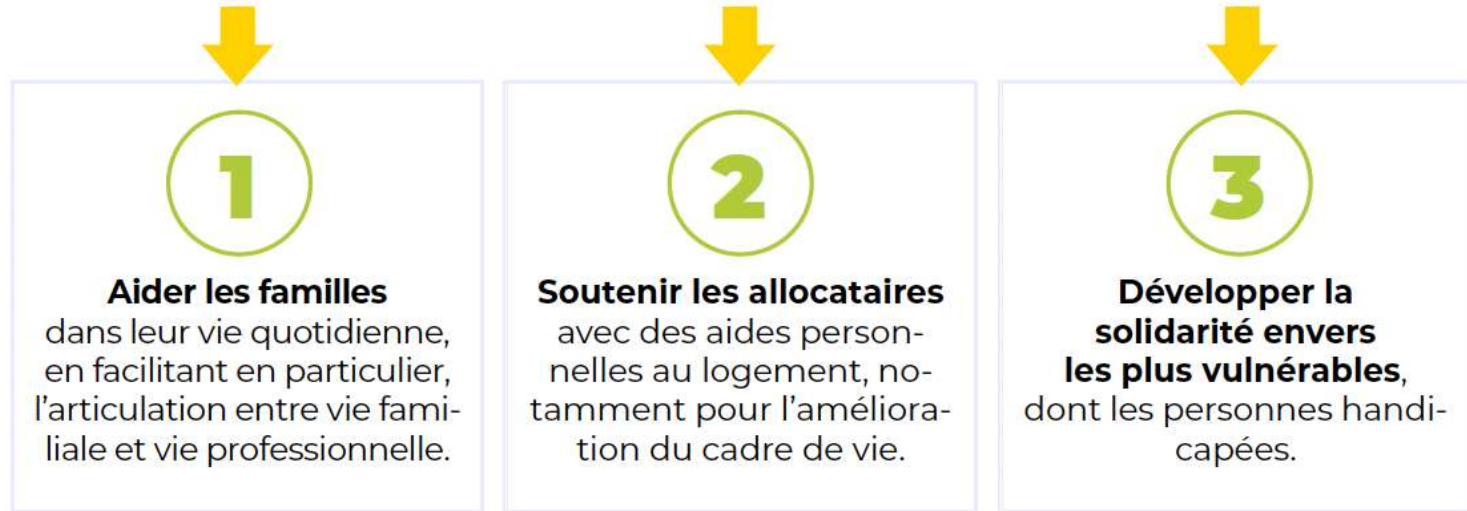 1
Aider les familles
dans leur vie quotidienne,
en facilitant en particulier,
l'articulation entre vie fami-
liale et vie professionnelle.
2
Soutenir les allocataires
avec des aides person-
nelles au logement, no-
tamment pour l'améliora-
tion du cadre de vie.
3
Développer la
solidarité envers
les plus vulnérables,
dont les personnes handi-
capées.